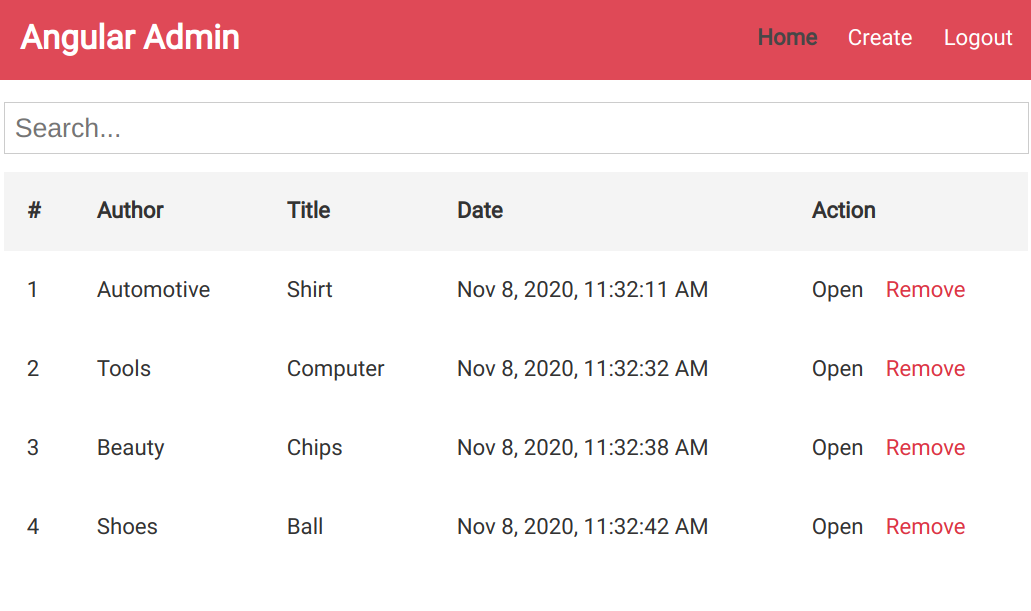 Angular Admin Home Create Logout
Search...
# Author Title Date Action
1 Automotive Shirt Nov 8, 2020, 11:32:11 AM Open Remove
2 Tools Computer Nov 8, 2020, 11:32:32 AM Open Remove
3 Beauty Chips Nov 8, 2020, 11:32:38 AM Open Remove
4 Shoes Ball Nov 8, 2020, 11:32:42 AM Open Remove